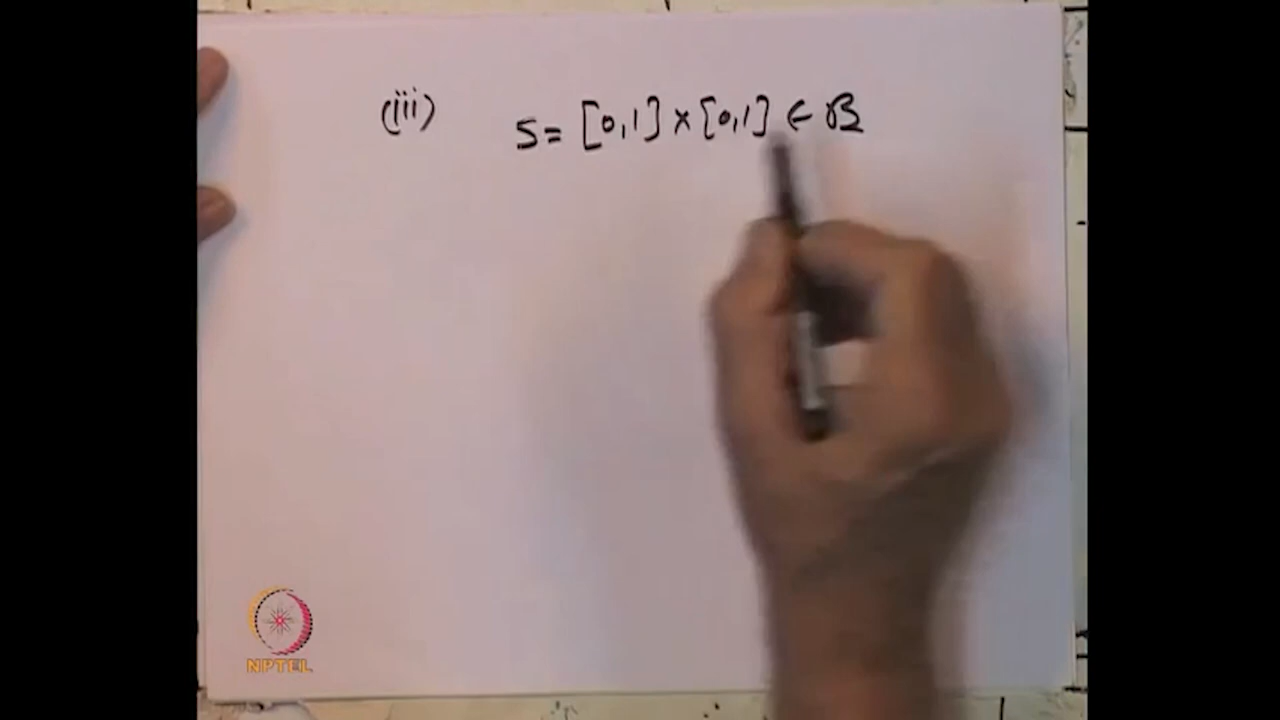 (iii) S = [0,1] × [0,1] ∈ B
NPTEL